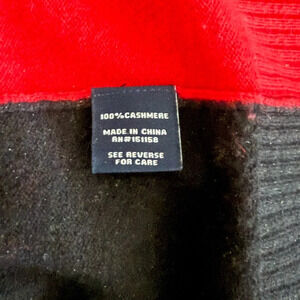 100%CASHMERE
MADE IN CHINA
RN#151158
SEE REVERSE
FOR CARE